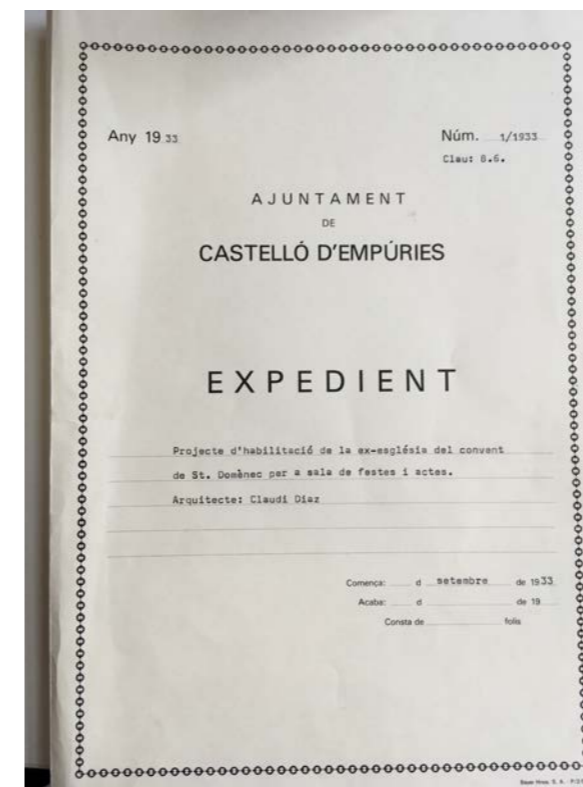 Any 19 33 Núm. 1/1933
Clau: 8.6.
AJUNTAMENT
DE
CASTELLÓ D'EMPÚRIES
EXPEDIENT
Projecte d'habilitació de la ex-església del convent
de St. Domènec per a sala de festes i actes.
Arquitecte: Claudi Diaz
Comença: d setembre de 1933
Acaba: d de 19
Consta de folis